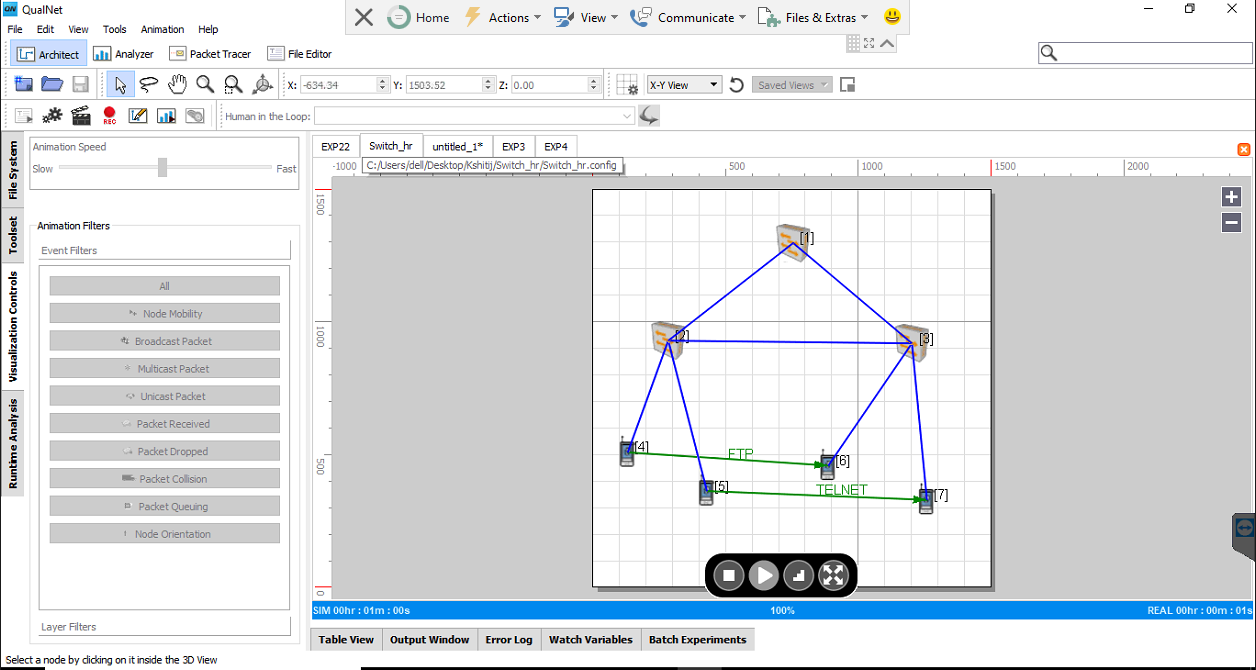 QualNet
Home Actions View Communicate Files & Extras
File Edit View Tools Animation Help
Architect Analyzer Packet Tracer File Editor
X: -634.34 Y: 1503.52 Z: 0.00 X-Y View Saved Views
REC Human in the Loop:
File System
Toolset
Visualization Controls
Runtime Analysis
Animation Speed
Slow Fast
Animation Filters
Event Filters
All
Node Mobility
Broadcast Packet
Multicast Packet
Unicast Packet
Packet Received
Packet Dropped
Packet Collision
Packet Queuing
Node Orientation
Layer Filters
EXP22 Switch_hr untitled_1* EXP3 EXP4
C:/Users/dell/Desktop/Kshitij/Switch_hr/Switch_hr.config
-1000 500 1000 1500 2000
1500
1000
500
0
[1]
[2] [3]
[4] FTP [6]
[5] TELNET [7]
SIM 00hr : 01m : 00s 100% REAL 00hr : 00m : 01s
Table View Output Window Error Log Watch Variables Batch Experiments
Select a node by clicking on it inside the 3D View